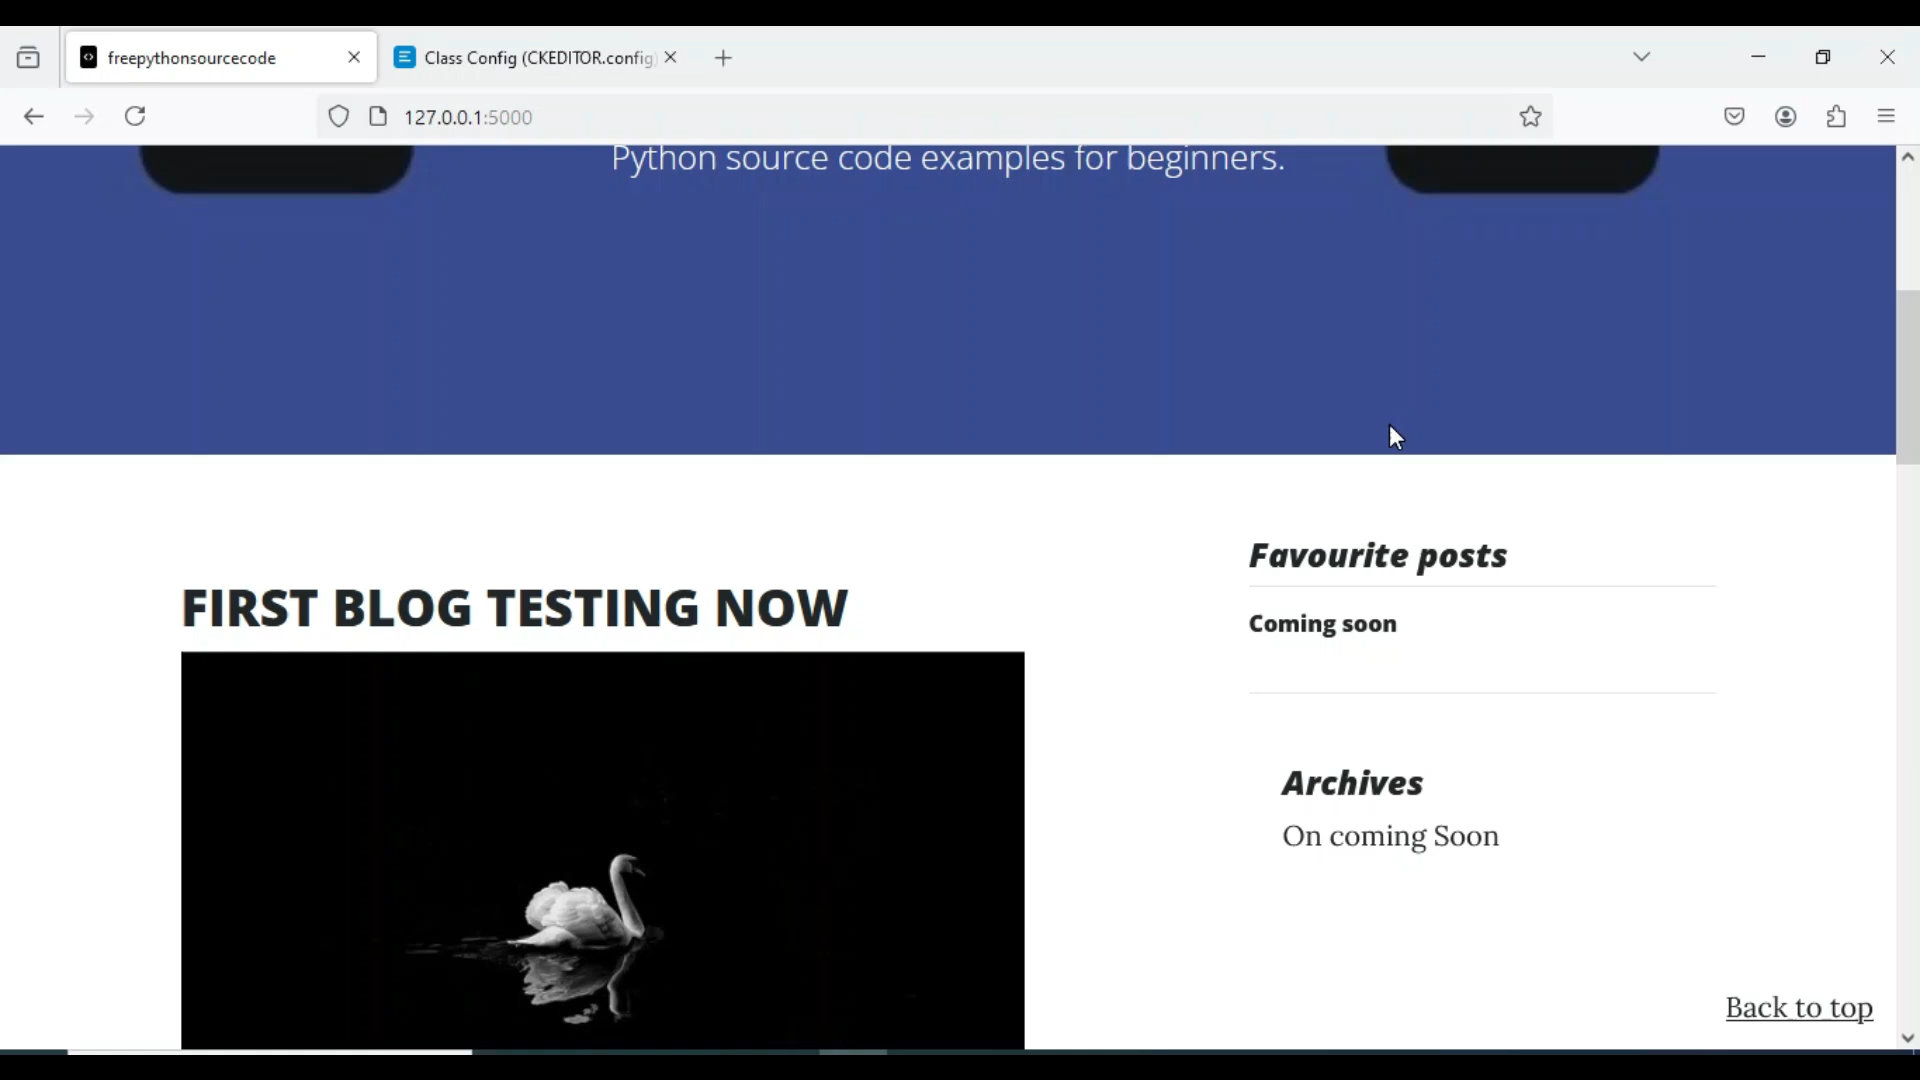 freepythonsourcecode
Class Config (CKEDITOR.config)
127.0.0.1:5000
Python source code examples for beginners.
Favourite posts
FIRST BLOG TESTING NOW
Coming soon
Archives
On coming Soon
Back to top